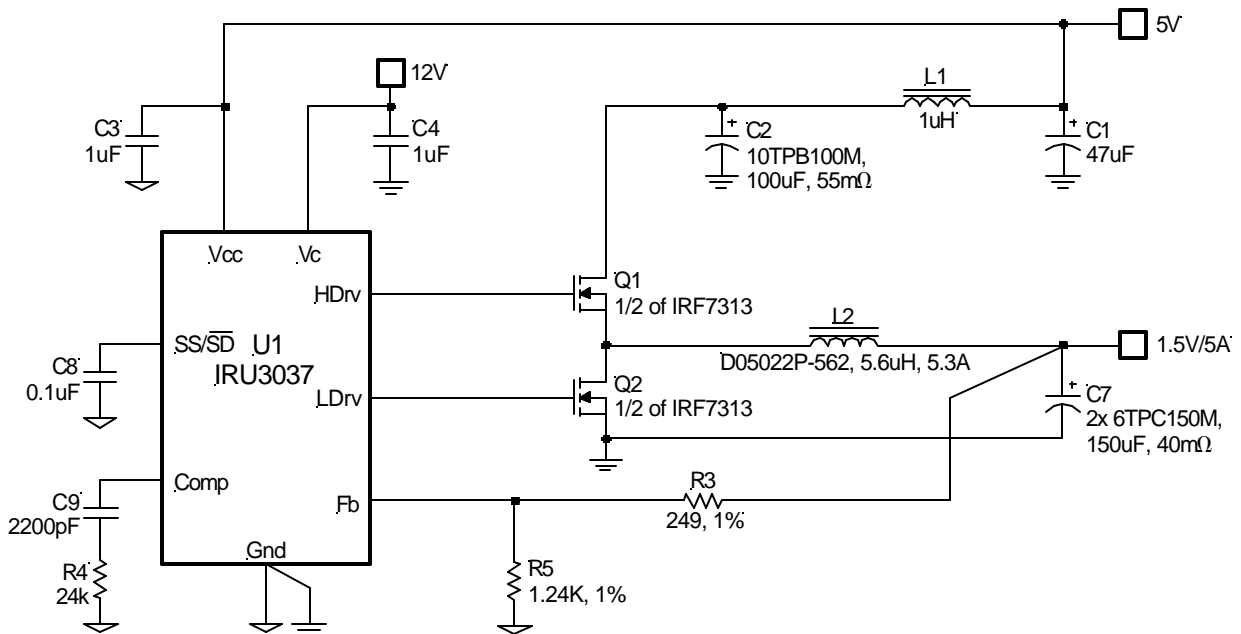 5V
12V
L1
1uH
C3
1uF
C4
1uF
C2
10TPB100M,
100uF, 55mΩ
C1
47uF
Vcc
Vc
HDrv
Q1
1/2 of IRF7313
SS/SD
U1
IRU3037
L2
D05022P-562, 5.6uH, 5.3A
1.5V/5A
C8
0.1uF
LDrv
Q2
1/2 of IRF7313
C7
2x 6TPC150M,
150uF, 40mΩ
Comp
C9
2200pF
Fb
R3
249, 1%
Gnd
R4
24k
R5
1.24K, 1%